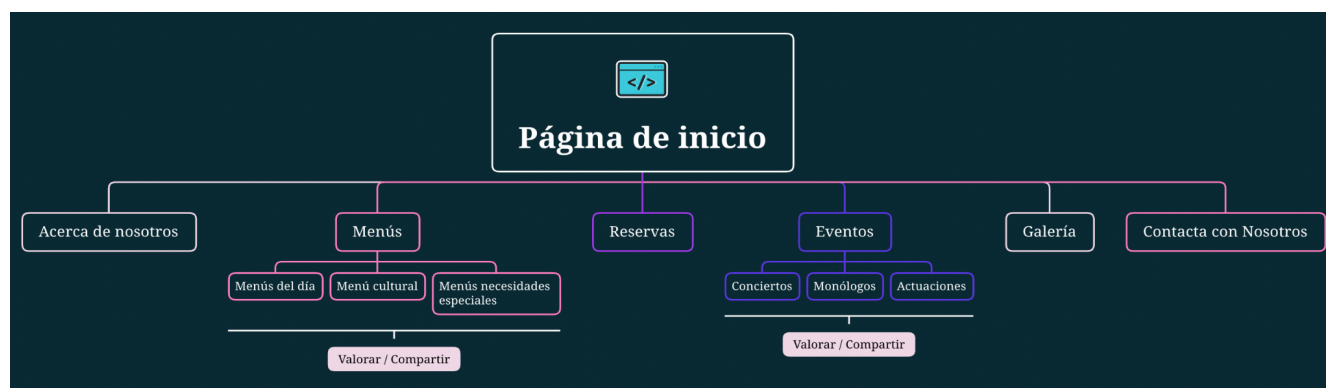 </>
Página de inicio
Acerca de nosotros
Menús
Reservas
Eventos
Galería
Contacta con Nosotros
Menús del día
Menú cultural
Menús necesidades
especiales
Conciertos
Monólogos
Actuaciones
Valorar / Compartir
Valorar / Compartir